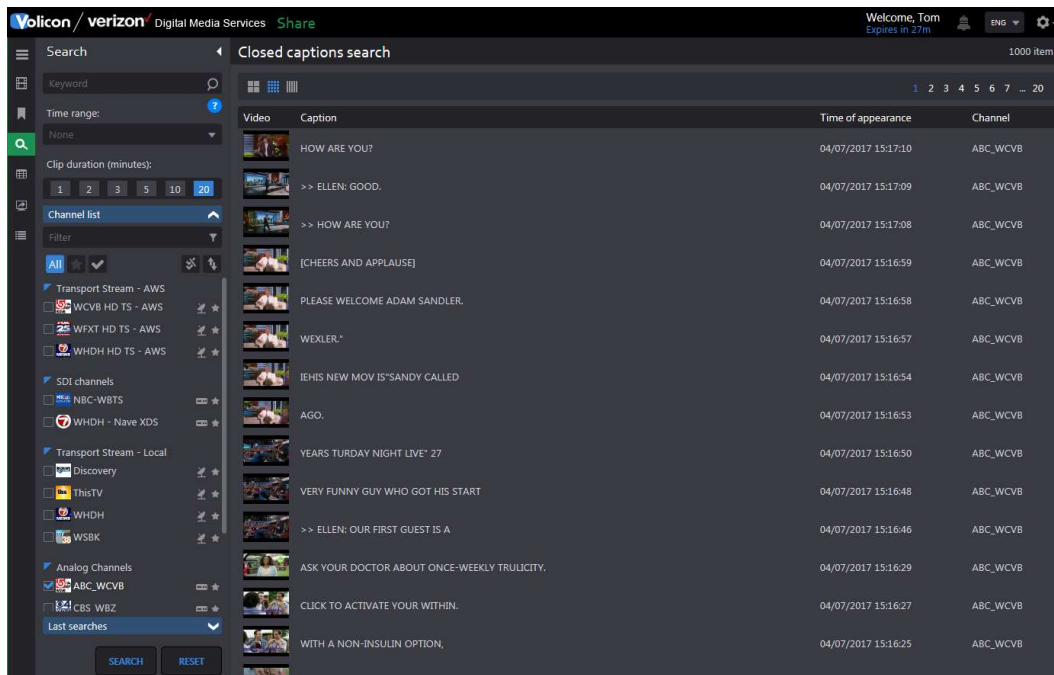 Volicon / verizon✓ Digital Media Services Share
Welcome, Tom
Expires in 27m
ENG
Search
Closed captions search
1000 item
Keyword
?
1 2 3 4 5 6 7 ... 20
Time range:
None
Clip duration (minutes):
1 2 3 5 10 20
Channel list
Filter
All
Transport Stream - AWS
WCVB HD TS - AWS
WFXT HD TS - AWS
WHDH HD TS - AWS
SDI channels
NBC-WBTS
WHDH - Nave XDS
Transport Stream - Local
Discovery
ThisTV
WHDH
WSBK
Analog Channels
ABC_WCVB
CBS WBZ
Last searches
SEARCH RESET
Video Caption Time of appearance Channel
HOW ARE YOU? 04/07/2017 15:17:10 ABC_WCVB
>> ELLEN: GOOD. 04/07/2017 15:17:09 ABC_WCVB
>> HOW ARE YOU? 04/07/2017 15:17:08 ABC_WCVB
[CHEERS AND APPLAUSE] 04/07/2017 15:16:59 ABC_WCVB
PLEASE WELCOME ADAM SANDLER. 04/07/2017 15:16:58 ABC_WCVB
WEXLER." 04/07/2017 15:16:57 ABC_WCVB
IEHIS NEW MOV IS"SANDY CALLED 04/07/2017 15:16:54 ABC_WCVB
AGO. 04/07/2017 15:16:53 ABC_WCVB
YEARS TURDAY NIGHT LIVE" 27 04/07/2017 15:16:50 ABC_WCVB
VERY FUNNY GUY WHO GOT HIS START 04/07/2017 15:16:48 ABC_WCVB
>> ELLEN: OUR FIRST GUEST IS A 04/07/2017 15:16:46 ABC_WCVB
ASK YOUR DOCTOR ABOUT ONCE-WEEKLY TRULICITY. 04/07/2017 15:16:29 ABC_WCVB
CLICK TO ACTIVATE YOUR WITHIN. 04/07/2017 15:16:27 ABC_WCVB
WITH A NON-INSULIN OPTION, 04/07/2017 15:16:25 ABC_WCVB